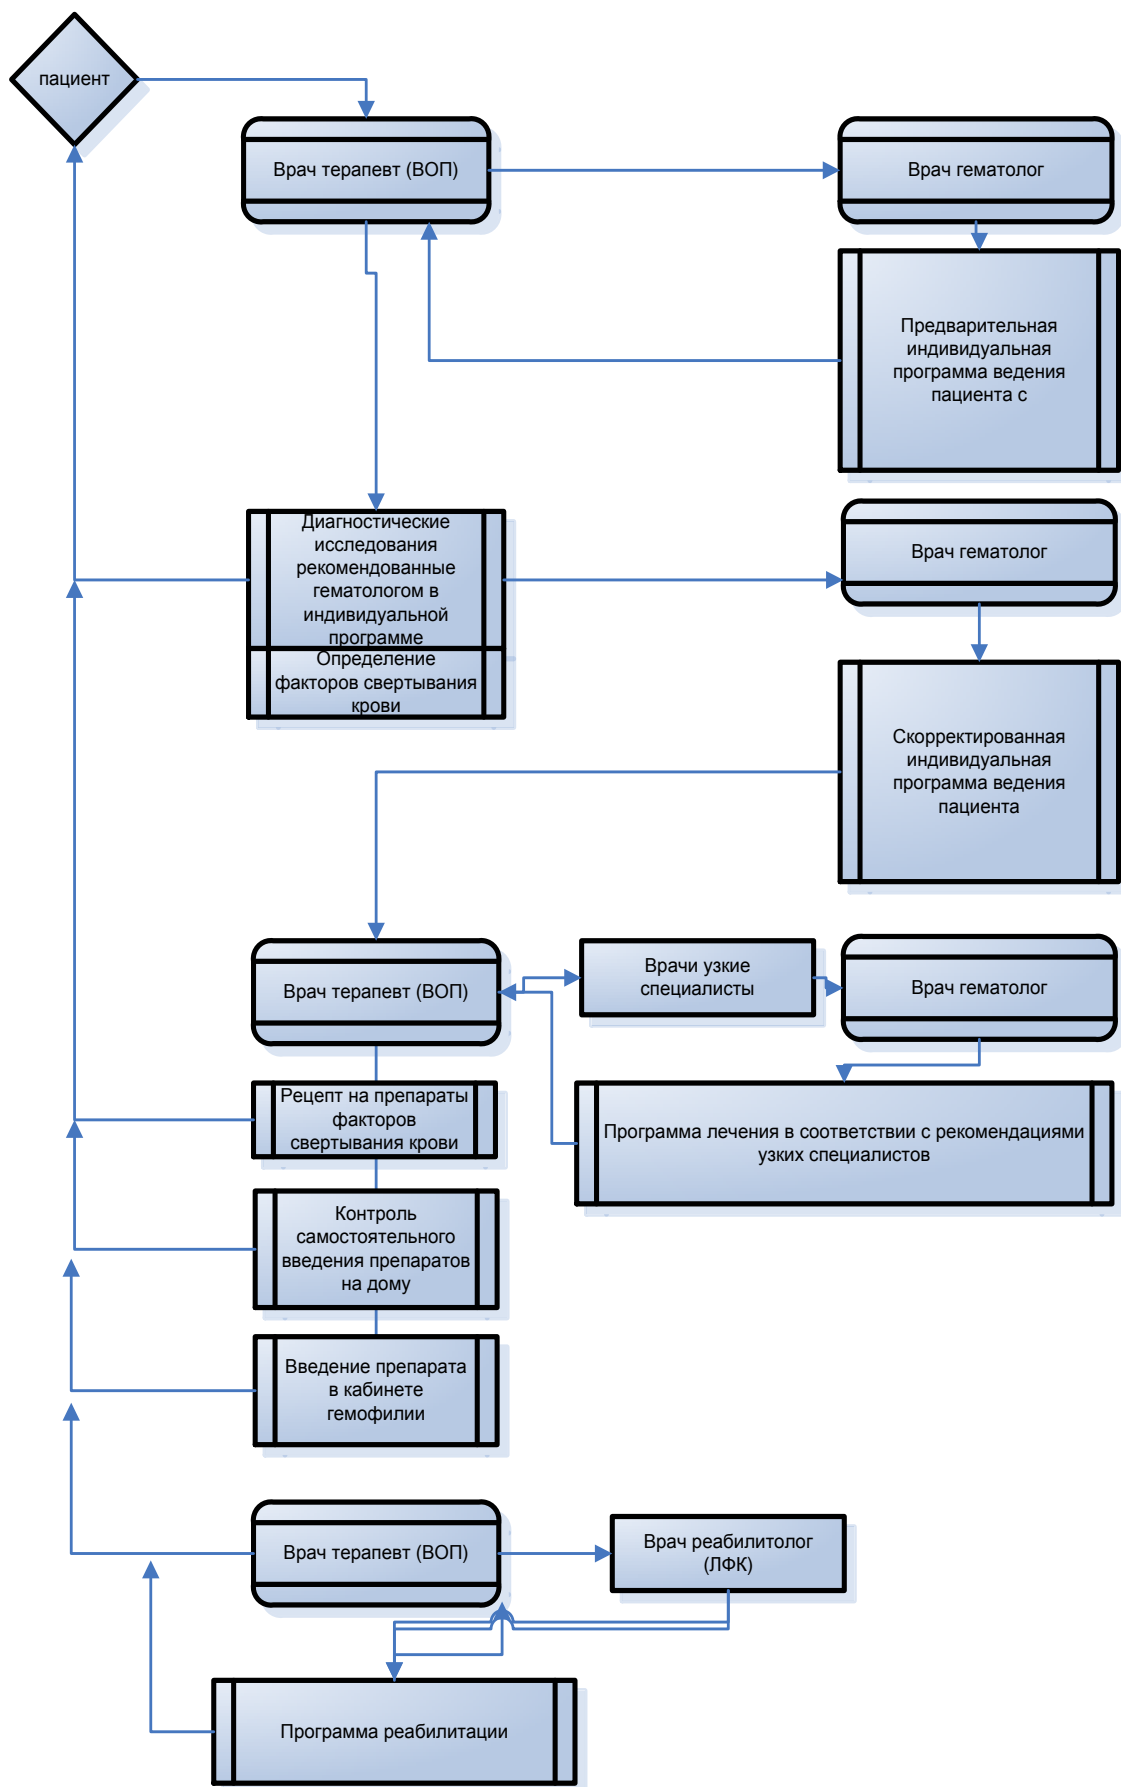 пациент
Врач терапевт (ВОП)
Врач гематолог
Предварительная
индивидуальная
программа ведения
пациента с
Диагностические
исследования
рекомендованные
гематологом в
индивидуальной
программе
Определение
факторов свертывания
крови
Врач гематолог
Скорректированная
индивидуальная
программа ведения
пациента
Врач терапевт (ВОП)
Врачи узкие
специалисты
Врач гематолог
Рецепт на препараты
факторов
свертывания крови
Программа лечения в соответствии с рекомендациями
узких специалистов
Контроль
самостоятельного
введения препаратов
на дому
Введение препарата
в кабинете
гемофилии
Врач терапевт (ВОП)
Врач реабилитолог
(ЛФК)
Программа реабилитации